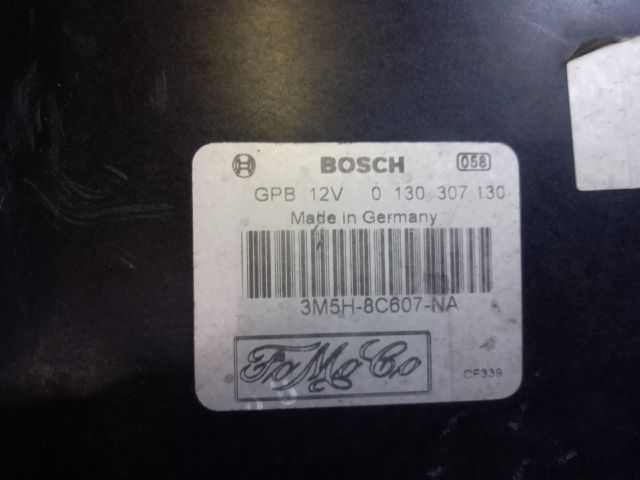 BOSCH 058
GPB 12V 0 130 307 130
Made in Germany
3M5H-8C607-NA
FoMoCo
CF339